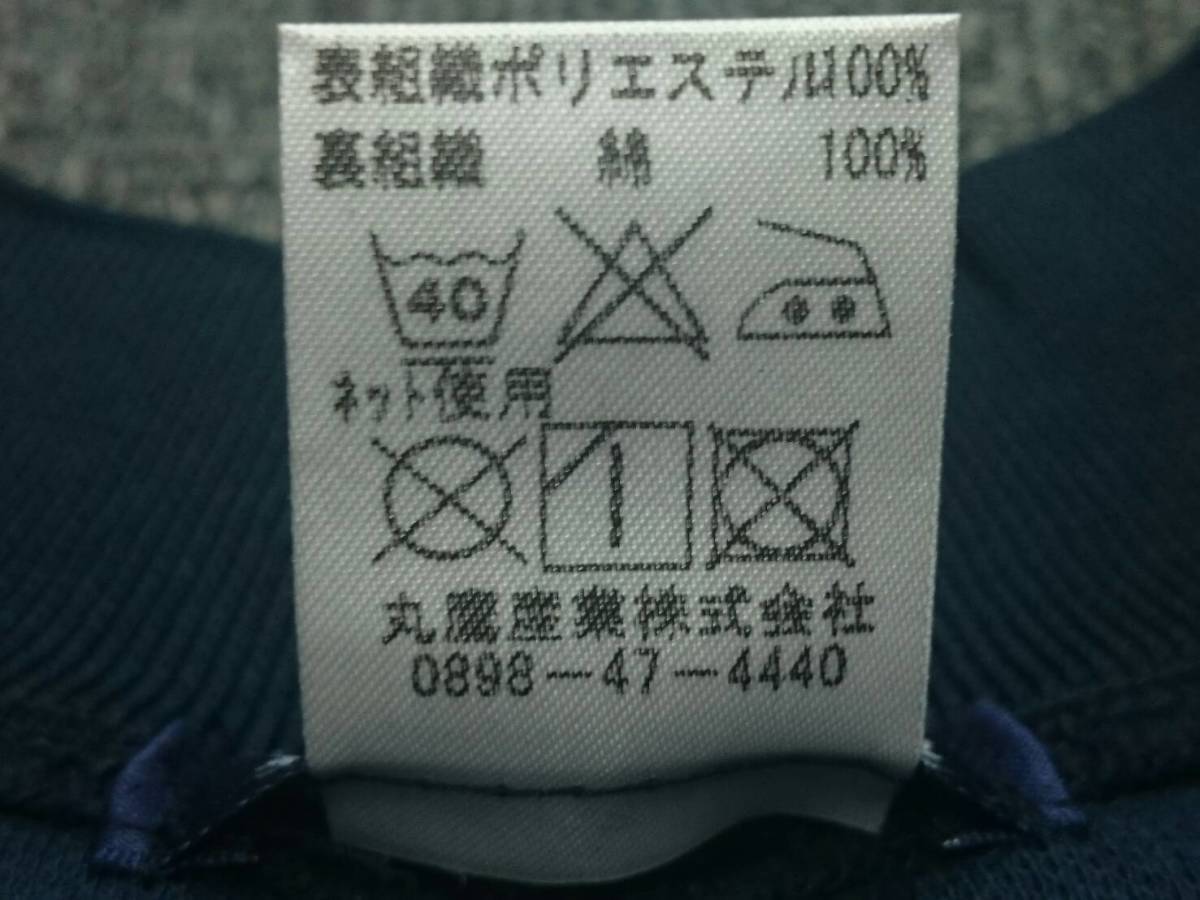 表組織ポリエステル100%
裏組織 綿 100%
40
ネット使用
丸鷹産業株式会社
0898-47-4440